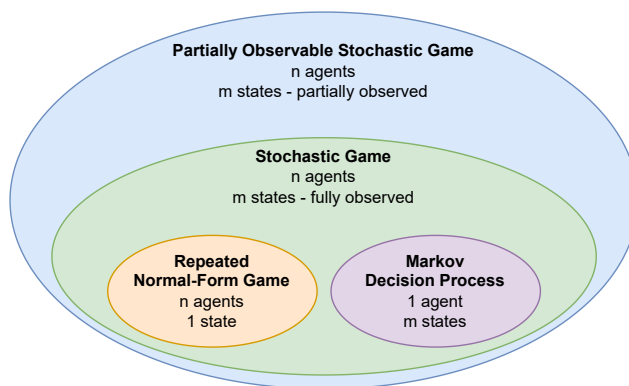 Partially Observable Stochastic Game
n agents
m states - partially observed
Stochastic Game
n agents
m states - fully observed
Repeated
Normal-Form Game
n agents
1 state
Markov
Decision Process
1 agent
m states